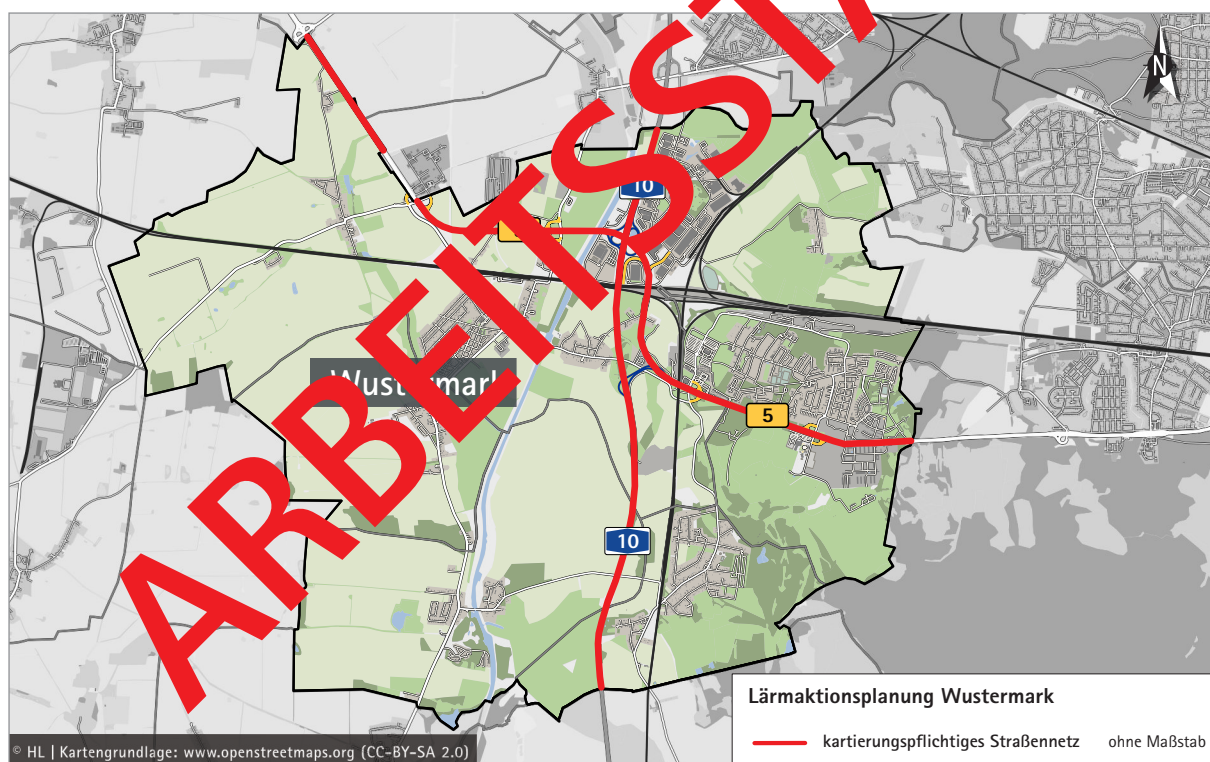 ARBEITSSTA
N
10
Wustermark
5
10
Lärmaktionsplanung Wustermark
kartierungspflichtiges Straßennetz ohne Maßstab
© HL | Kartengrundlage: www.openstreetmaps.org (CC-BY-SA 2.0)